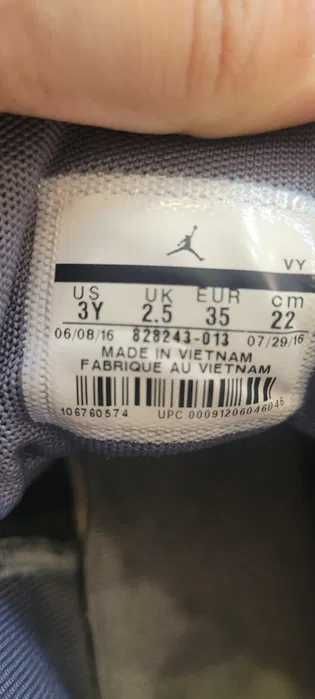 VY
US UK EUR cm
3Y 2.5 35 22
06/08/16 828243-013 07/29/16
MADE IN VIETNAM
FABRIQUE AU VIETNAM
106760574 UPC 00091206046046